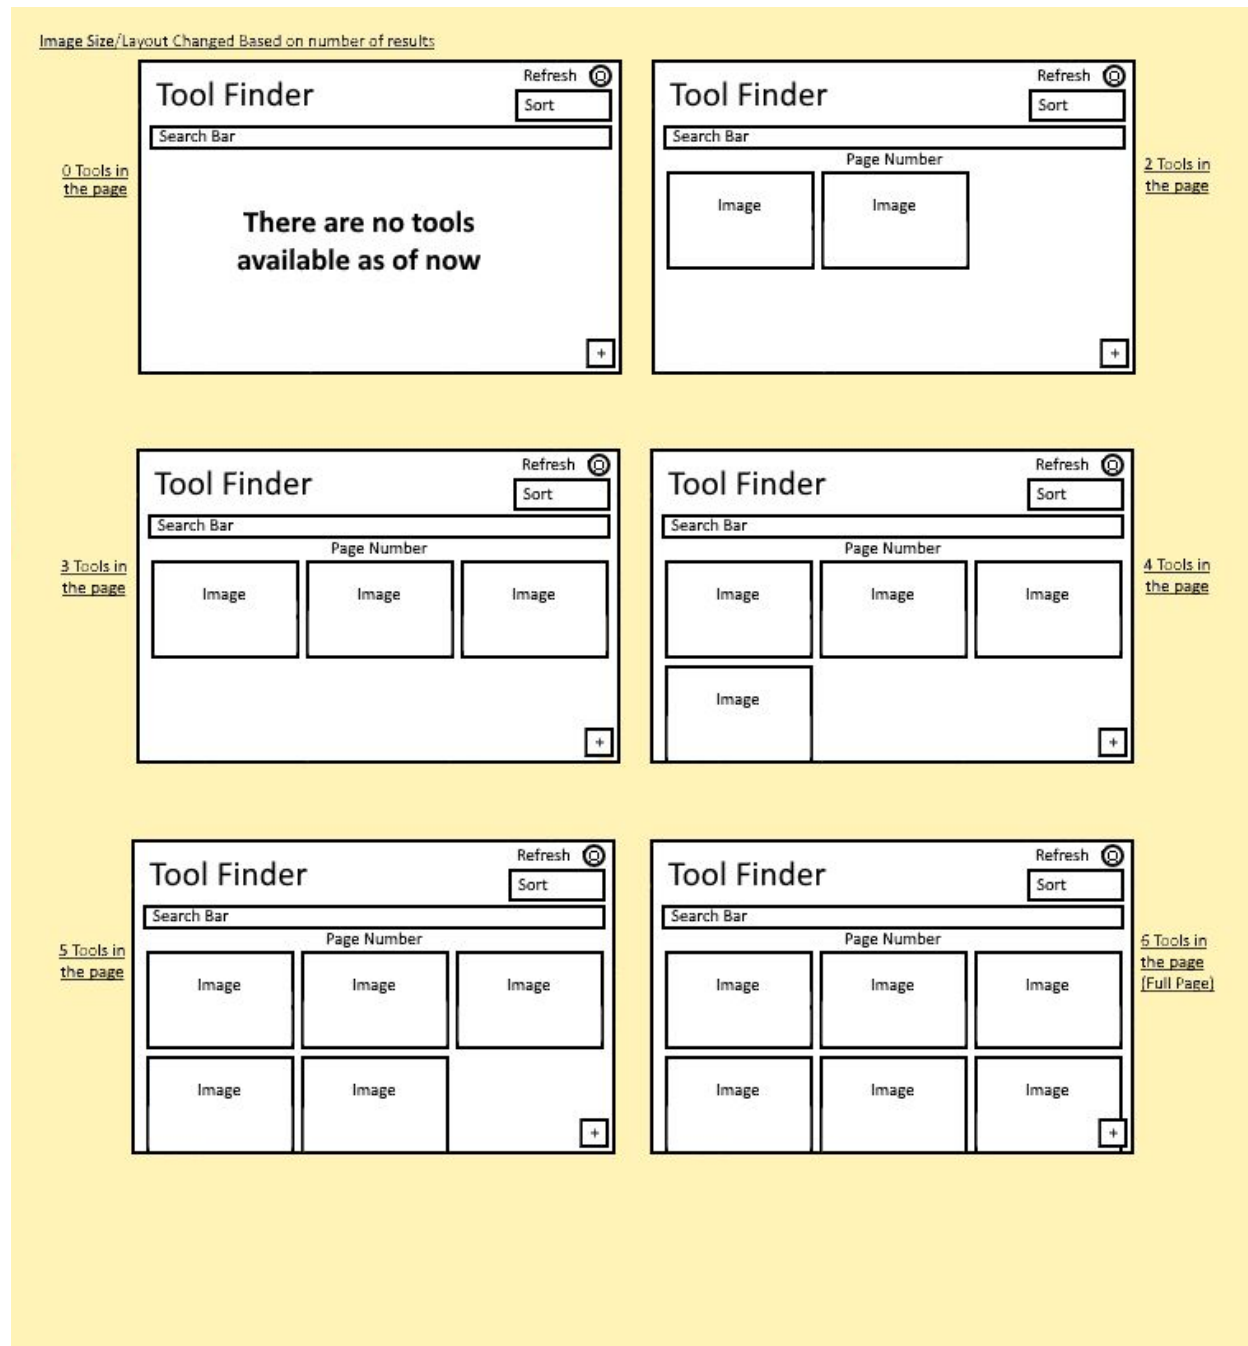 Image Size/Layout Changed Based on number of results
Refresh
Tool Finder
Sort
Search Bar
0 Tools in
the page
There are no tools
available as of now
+
Refresh
Tool Finder
Sort
Search Bar
Page Number
2 Tools in
the page
Image Image
+
Refresh
Tool Finder
Sort
Search Bar
Page Number
3 Tools in
the page
Image Image Image
+
Refresh
Tool Finder
Sort
Search Bar
Page Number
4 Tools in
the page
Image Image Image
Image
+
Refresh
Tool Finder
Sort
Search Bar
Page Number
5 Tools in
the page
Image Image Image
Image Image
+
Refresh
Tool Finder
Sort
Search Bar
Page Number
6 Tools in
the page
(Full Page)
Image Image Image
Image Image Image
+